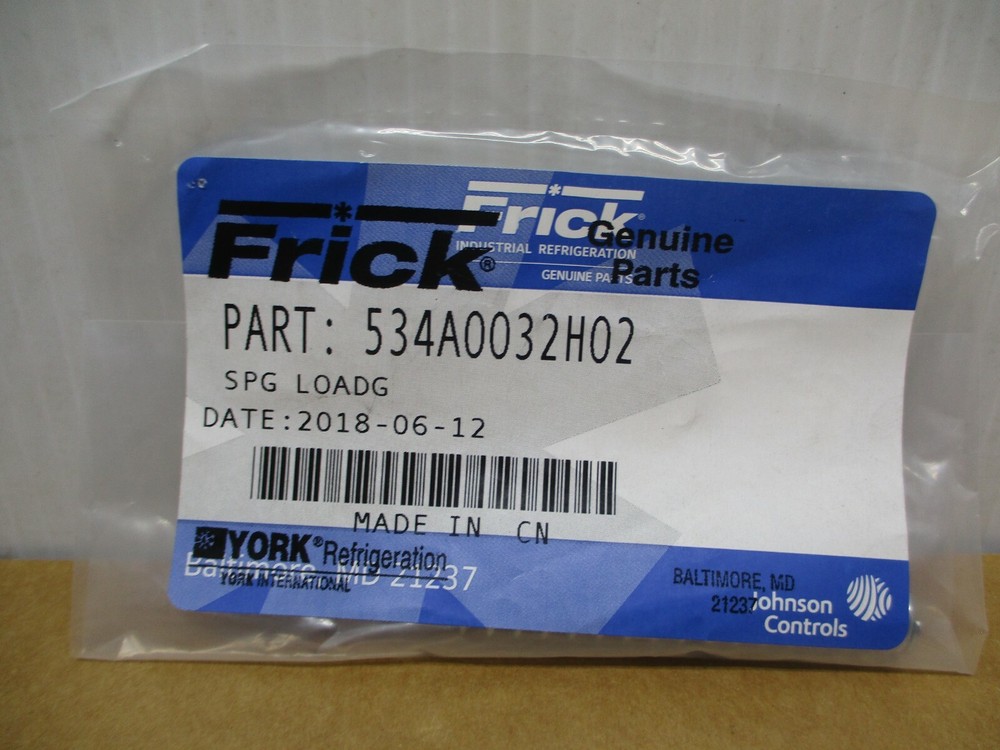 Frick®
INDUSTRIAL REFRIGERATION
GENUINE PARTS
Frick®
Genuine
Parts
PART: 534A0032H02
SPG LOADG
DATE:2018-06-12
MADE IN CN
YORK® Refrigeration
YORK INTERNATIONAL
Baltimore, MD 21237
BALTIMORE, MD
21237
Johnson
Controls